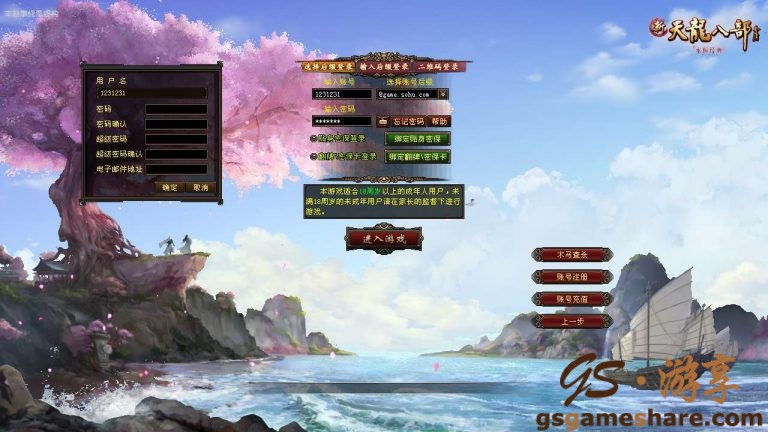 新天龍八部
用户名
1231231
密码
密码确认
超级密码
超级密码确认
电子邮件地址
确定 取消
选择后缀登录 输入后缀登录 二维码登录
输入账号 选择账号后缀
1231231 @game.sohu.com
输入密码
******* 忘记密码 帮助
绑定贴身密保
绑定翻牌\密保卡
本游戏适合18周岁以上的成年人用户,未
满18周岁的未成年用户请在家长的监督下进行
游戏。
进入游戏
木马查杀
账号注册
账号充值
上一步
GS·游享
gsgameshare.com